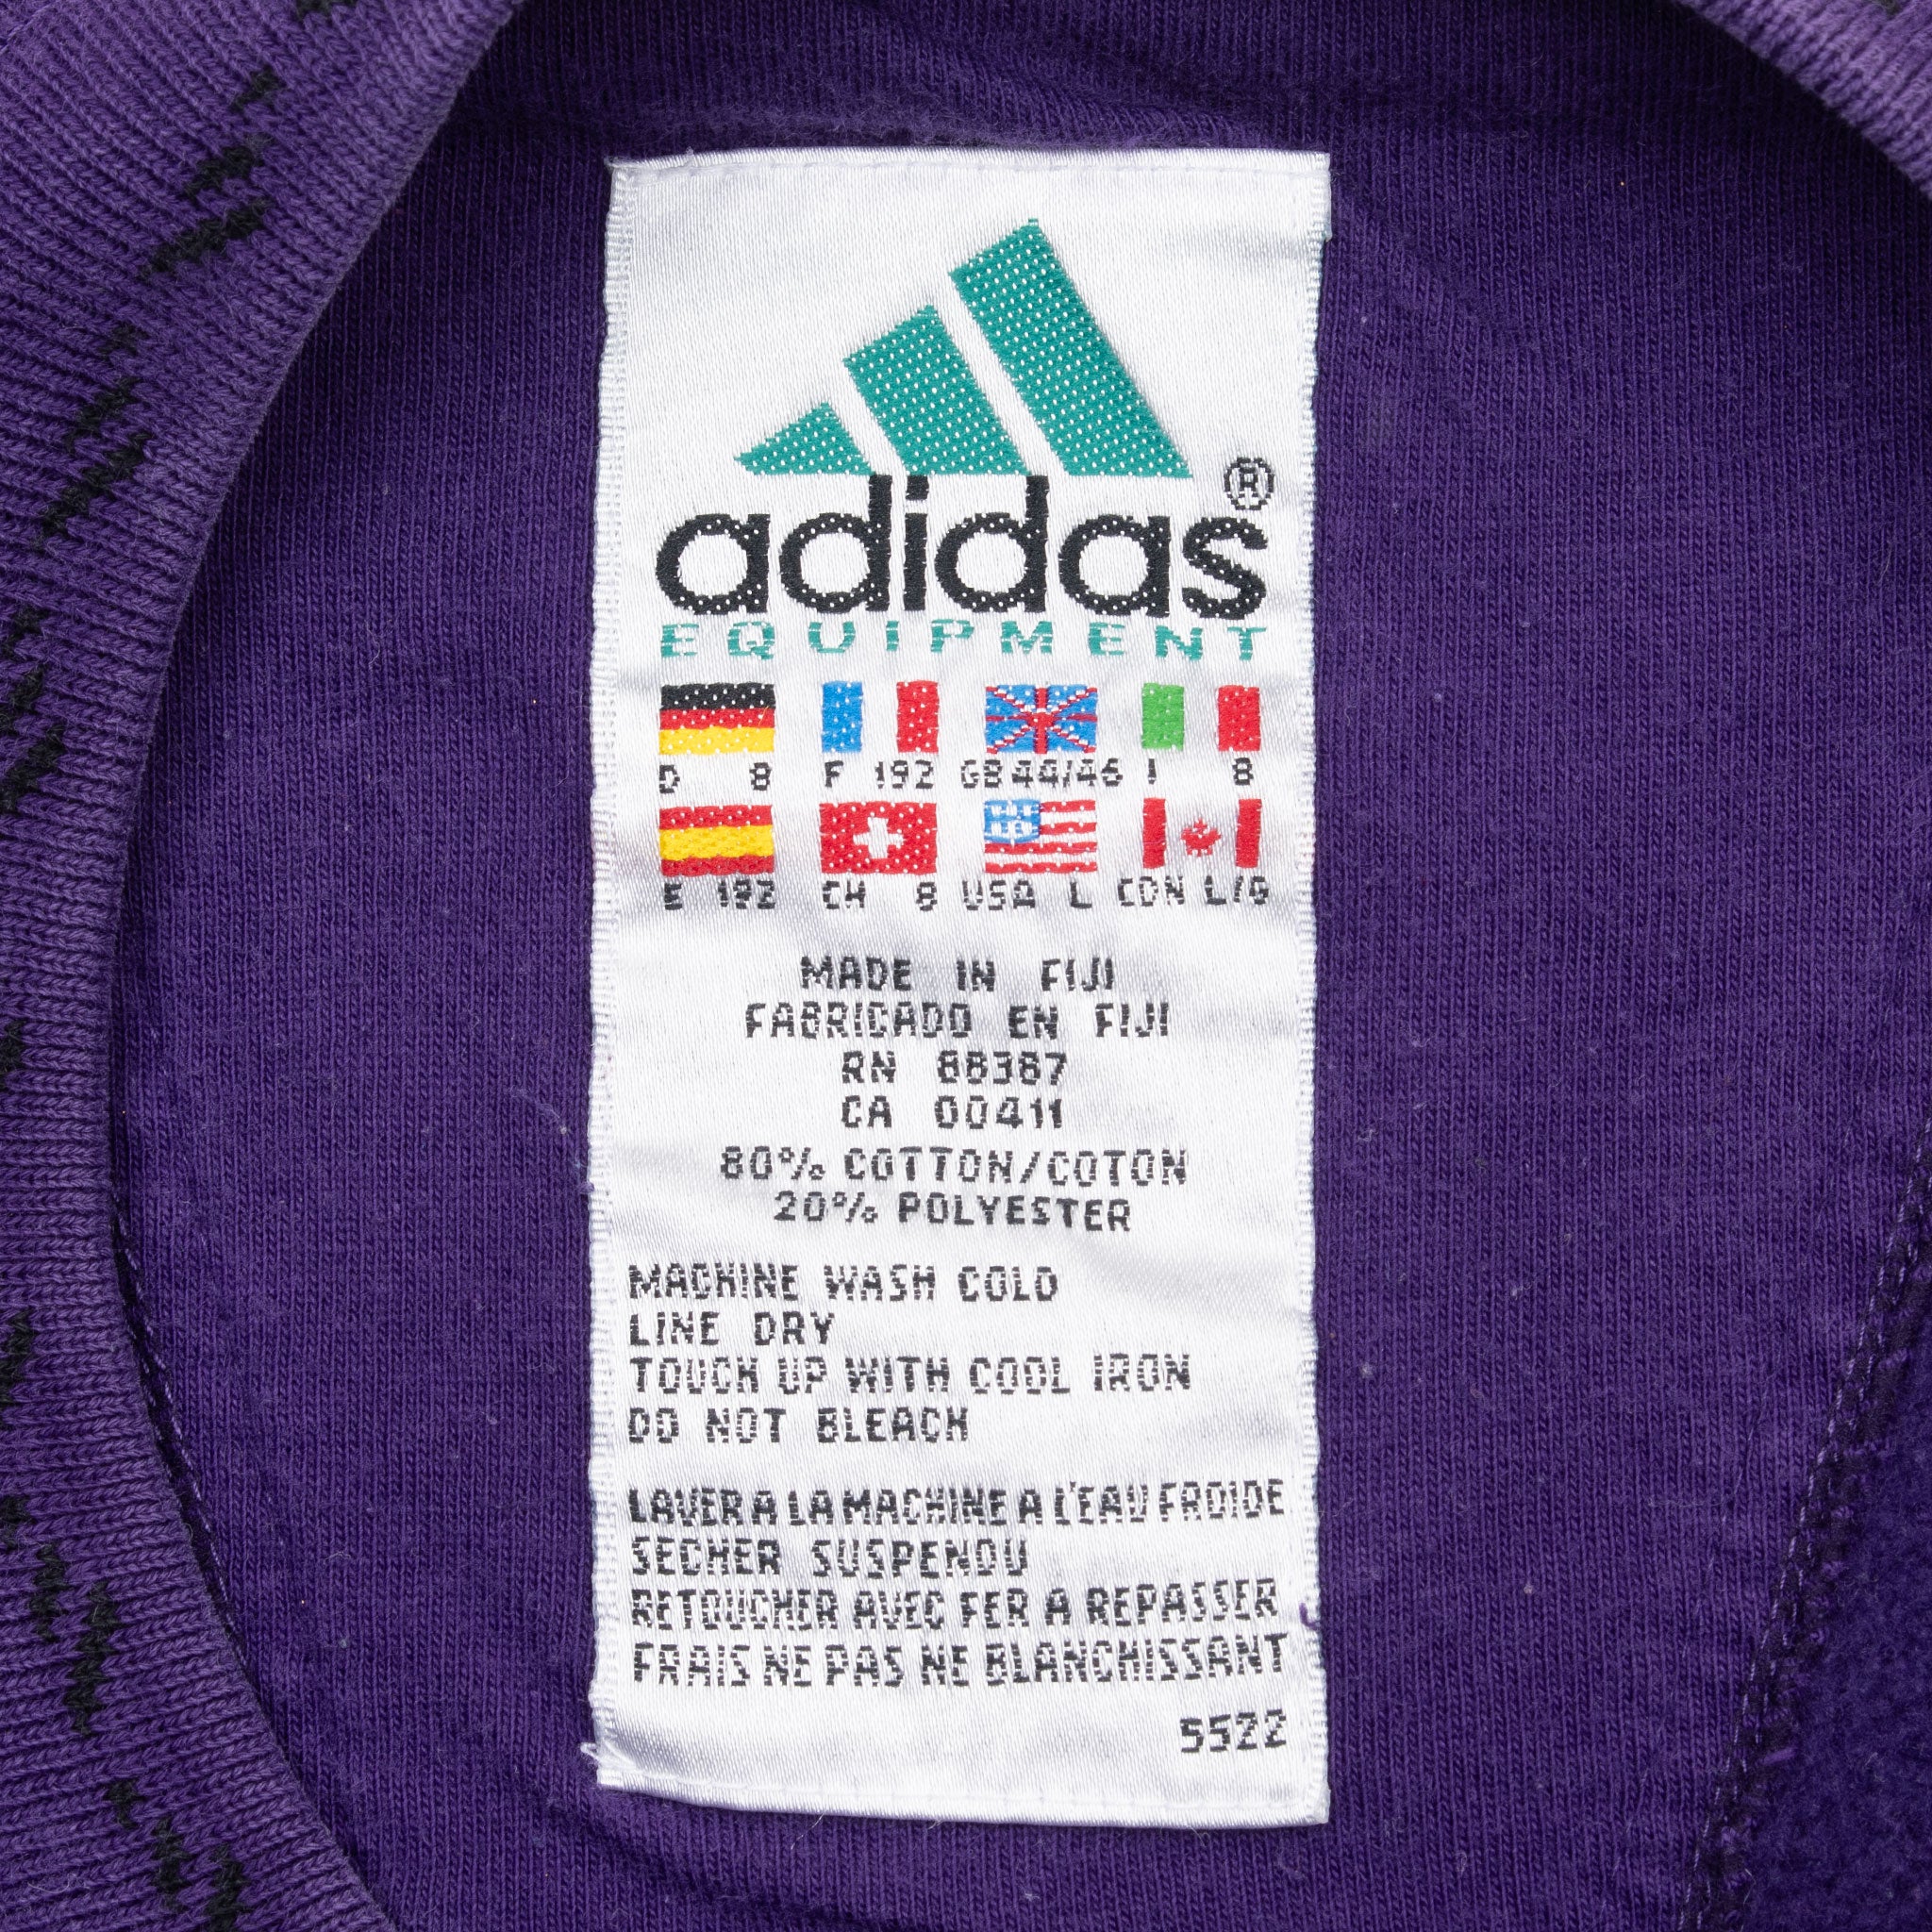 adidas ®
EQUIPMENT
D 8 F 192 GB 44/46 I 8
E 192 CH 8 USA L CDN L/G
MADE IN FIJI
FABRICADO EN FIJI
RN 88387
CA 00411
80% COTTON/COTON
20% POLYESTER
MACHINE WASH COLD
LINE DRY
TOUCH UP WITH COOL IRON
DO NOT BLEACH
LAVER A LA MACHINE A L'EAU FROIDE
SECHER SUSPENDU
RETOUCHER AVEC FER A REPASSER
FRAIS NE PAS NE BLANCHISSANT
5522